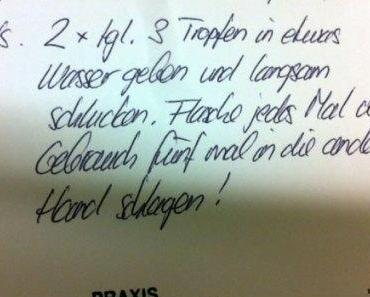 s. 2 x tgl. 3 Tropfen in etwas
Wasser geben und langsam
schlucken. Flasche jedes Mal
Gebrauch fünf mal in die ande
Hand schlagen!
PRAXIS